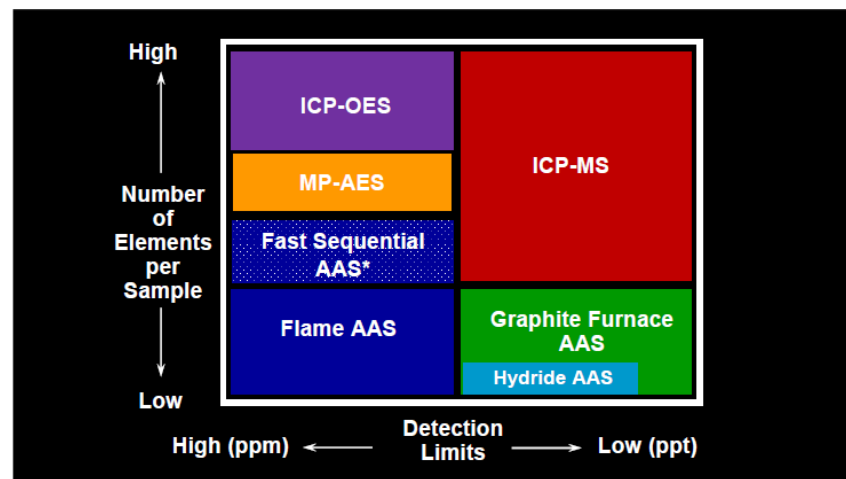 High
Number
of
Elements
per
Sample
Low
ICP-OES
MP-AES
Fast Sequential
AAS*
Flame AAS
ICP-MS
Graphite Furnace
AAS
Hydride AAS
High (ppm)
Detection
Limits
Low (ppt)